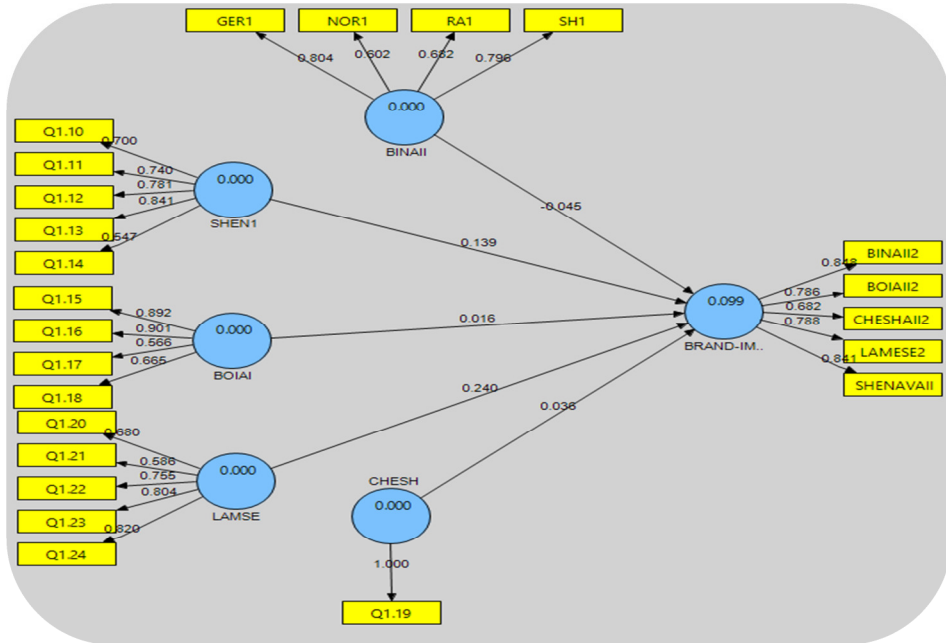 GER1 NOR1 RA1 SH1
0.804 0.602 0.682 0.796
0.000
BINAII
Q1.10
0.700
Q1.11
0.740
Q1.12
0.781
Q1.13
0.841
Q1.14
0.547
0.000
SHEN1
-0.045
0.139
Q1.15
0.892
Q1.16
0.901
Q1.17
0.566
Q1.18
0.665
0.000
BOIAI
0.016
0.099
BRAND-IM..
BINAII2
0.848
BOIAII2
0.786
CHESHAII2
0.682
LAMESE2
0.788
SHENAVAII
0.841
Q1.20
0.680
Q1.21
0.586
Q1.22
0.755
Q1.23
0.804
Q1.24
0.820
0.000
LAMSE
0.240
0.036
CHESH
0.000
1.000
Q1.19